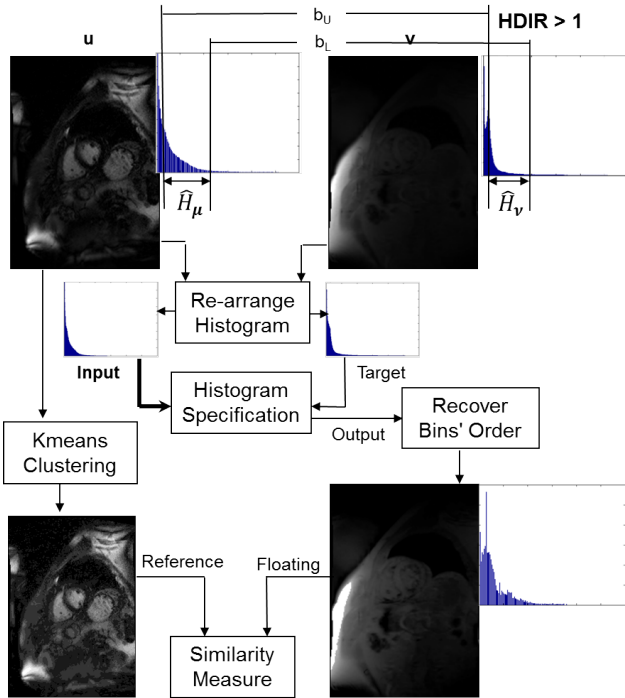 b_U
HDIR > 1
u
b_L
v
Ĥ_μ
Ĥ_ν
Re-arrange
Histogram
Input
Target
Histogram
Specification
Recover
Bins' Order
Output
Kmeans
Clustering
Reference
Floating
Similarity
Measure